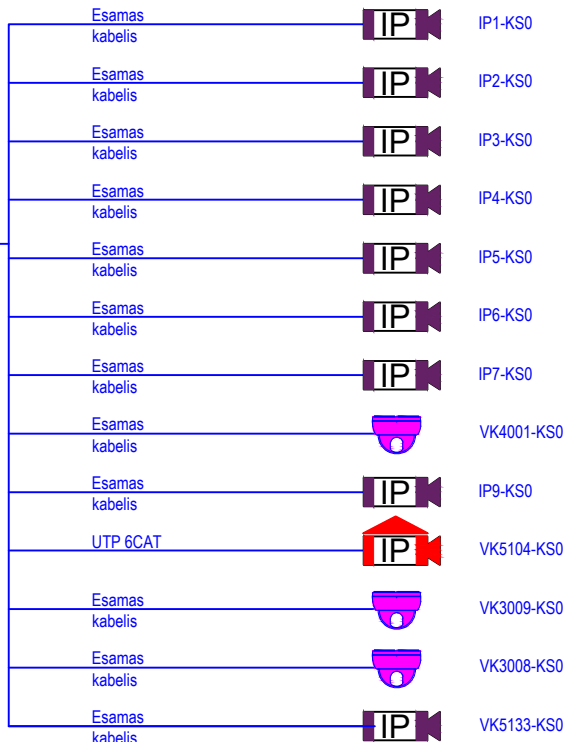 Esamas
kabelis
IP
IP1-KS0
Esamas
kabelis
IP
IP2-KS0
Esamas
kabelis
IP
IP3-KS0
Esamas
kabelis
IP
IP4-KS0
Esamas
kabelis
IP
IP5-KS0
Esamas
kabelis
IP
IP6-KS0
Esamas
kabelis
IP
IP7-KS0
Esamas
kabelis
VK4001-KS0
Esamas
kabelis
IP
IP9-KS0
UTP 6CAT
IP
VK5104-KS0
Esamas
kabelis
VK3009-KS0
Esamas
kabelis
VK3008-KS0
Esamas
kabelis
IP
VK5133-KS0